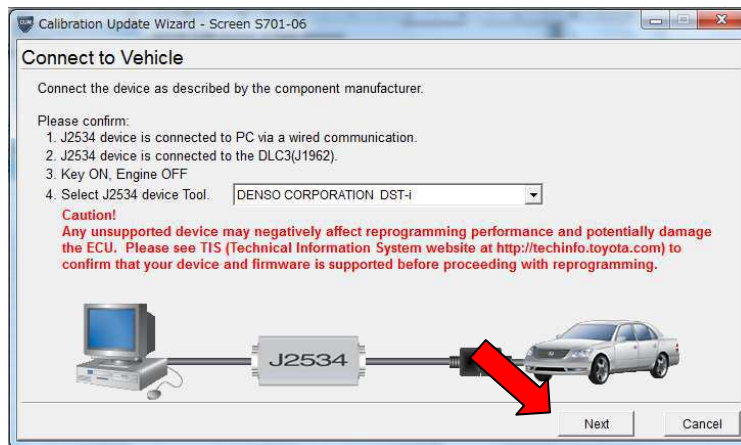 Calibration Update Wizard - Screen S701-06
Connect to Vehicle
Connect the device as described by the component manufacturer.
Please confirm:
1. J2534 device is connected to PC via a wired communication.
2. J2534 device is connected to the DLC3(J1962).
3. Key ON, Engine OFF
4. Select J2534 device Tool. DENSO CORPORATION DST-i
Caution!
Any unsupported device may negatively affect reprogramming performance and potentially damage
the ECU. Please see TIS (Technical Information System website at http://techinfo.toyota.com) to
confirm that your device and firmware is supported before proceeding with reprogramming.
J2534
Next Cancel